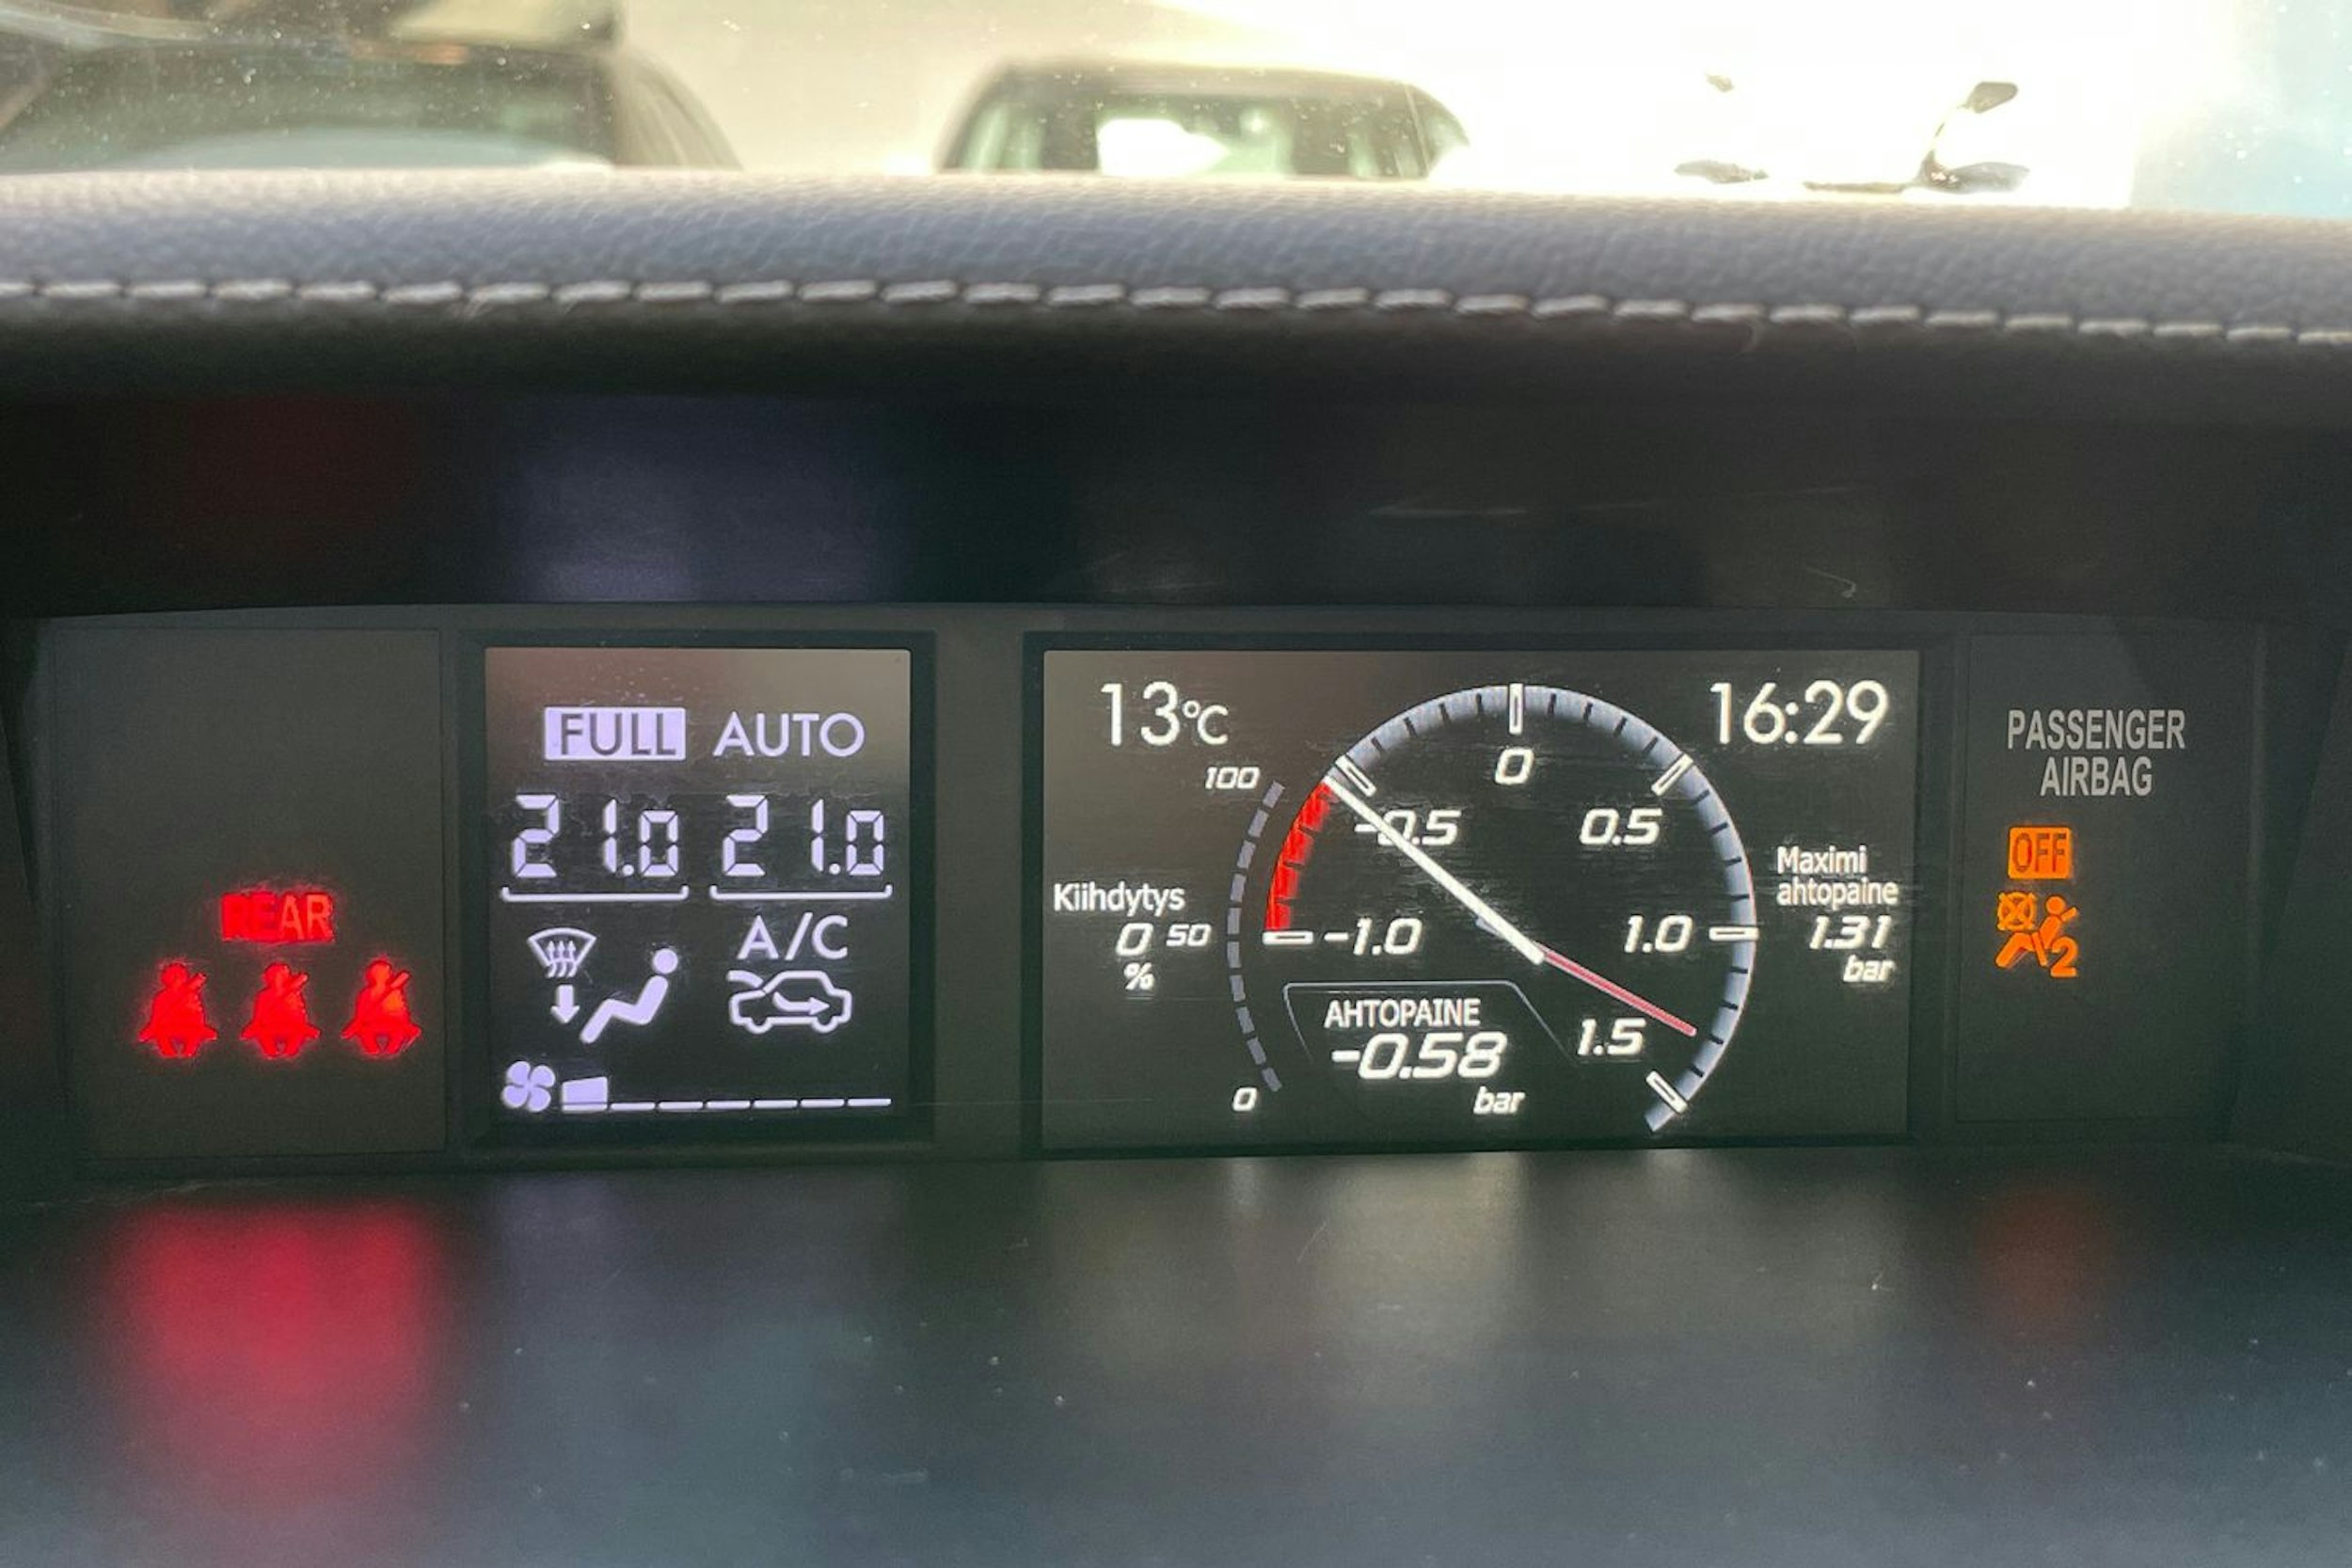 REAR
FULL AUTO
21.0 21.0
A/C
13°C
16:29
100
Kiihdytys
0 50
%
0
0
-0.5
0.5
-1.0
1.0
1.5
AHTOPAINE
-0.58
bar
Maximi
ahtopaine
1.31
bar
PASSENGER
AIRBAG
OFF
2